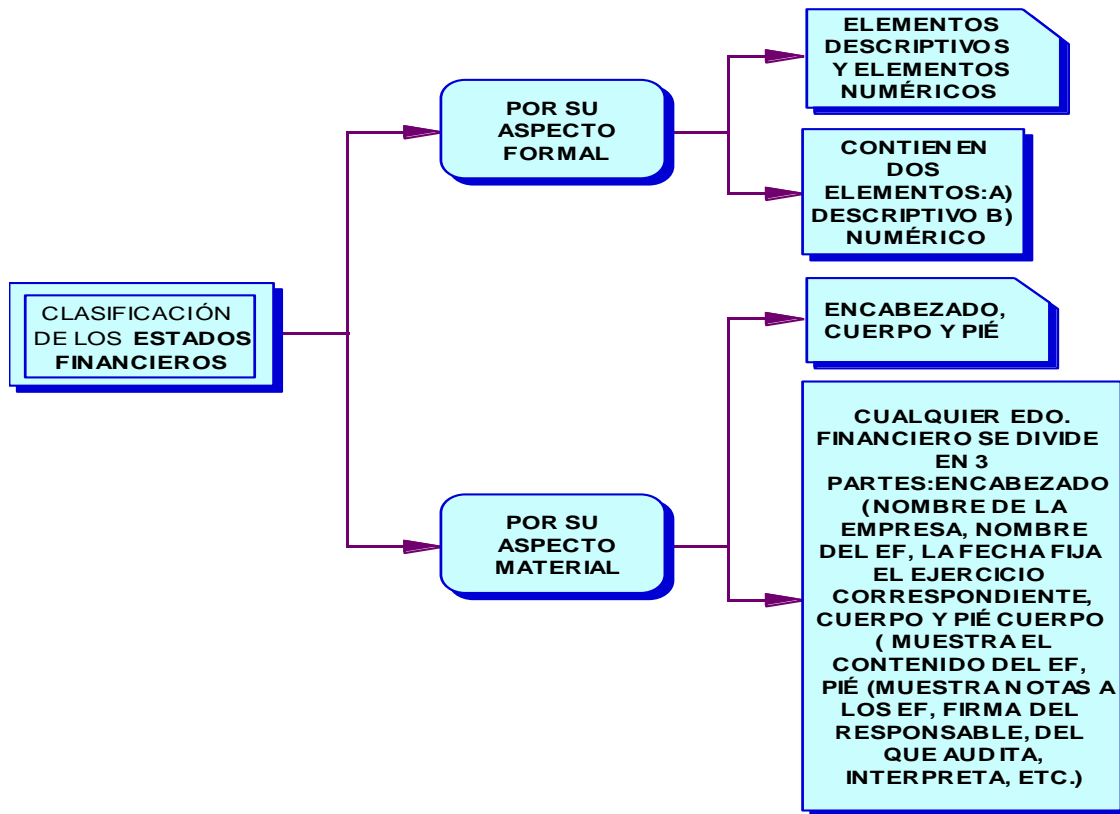 CLASIFICACIÓN
DE LOS ESTADOS
FINANCIEROS
POR SU
ASPECTO
FORMAL
ELEMENTOS
DESCRIPTIVOS
Y ELEMENTOS
NUMÉRICOS
CONTIENEN
DOS
ELEMENTOS:A)
DESCRIPTIVO B)
NUMÉRICO
POR SU
ASPECTO
MATERIAL
ENCABEZADO,
CUERPO Y PIÉ
CUALQUIER EDO.
FINANCIERO SE DIVIDE
EN 3
PARTES:ENCABEZADO
(NOMBRE DE LA
EMPRESA, NOMBRE
DEL EF, LA FECHA FIJA
EL EJERCICIO
CORRESPONDIENTE,
CUERPO Y PIÉ CUERPO
( MUESTRA EL
CONTENIDO DEL EF,
PIÉ (MUESTRA NOTAS A
LOS EF, FIRMA DEL
RESPONSABLE, DEL
QUE AUDITA,
INTERPRETA, ETC.)